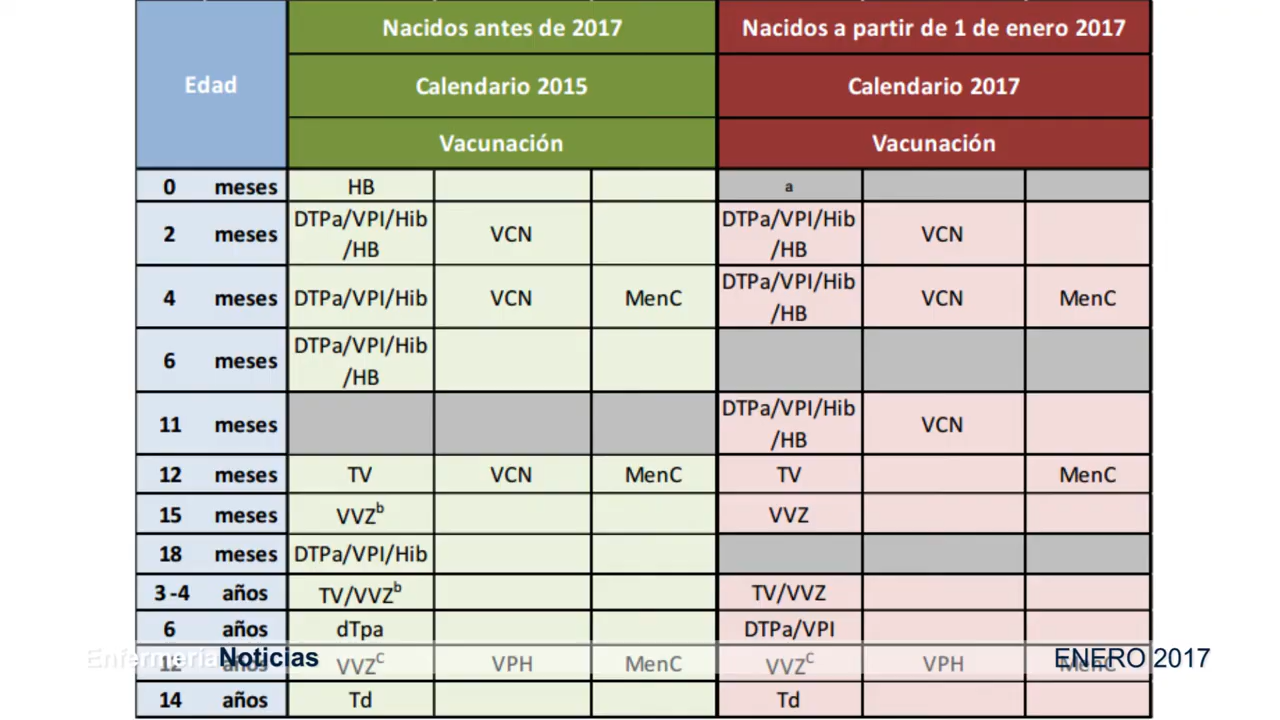 Edad Nacidos antes de 2017 Nacidos a partir de 1 de enero 2017
Calendario 2015 Calendario 2017
Vacunación Vacunación
0 meses HB a
2 meses DTPa/VPI/Hib/HB VCN DTPa/VPI/Hib/HB VCN
4 meses DTPa/VPI/Hib VCN MenC DTPa/VPI/Hib/HB VCN MenC
6 meses DTPa/VPI/Hib/HB
11 meses DTPa/VPI/Hib/HB VCN
12 meses TV VCN MenC TV MenC
15 meses VVZb VVZ
18 meses DTPa/VPI/Hib
3-4 años TV/VVZb TV/VVZ
6 años dTpa DTPa/VPI
12 años VVZC VPH MenC VVZC VPH MenC
Enfermería Noticias ENERO 2017
14 años Td Td